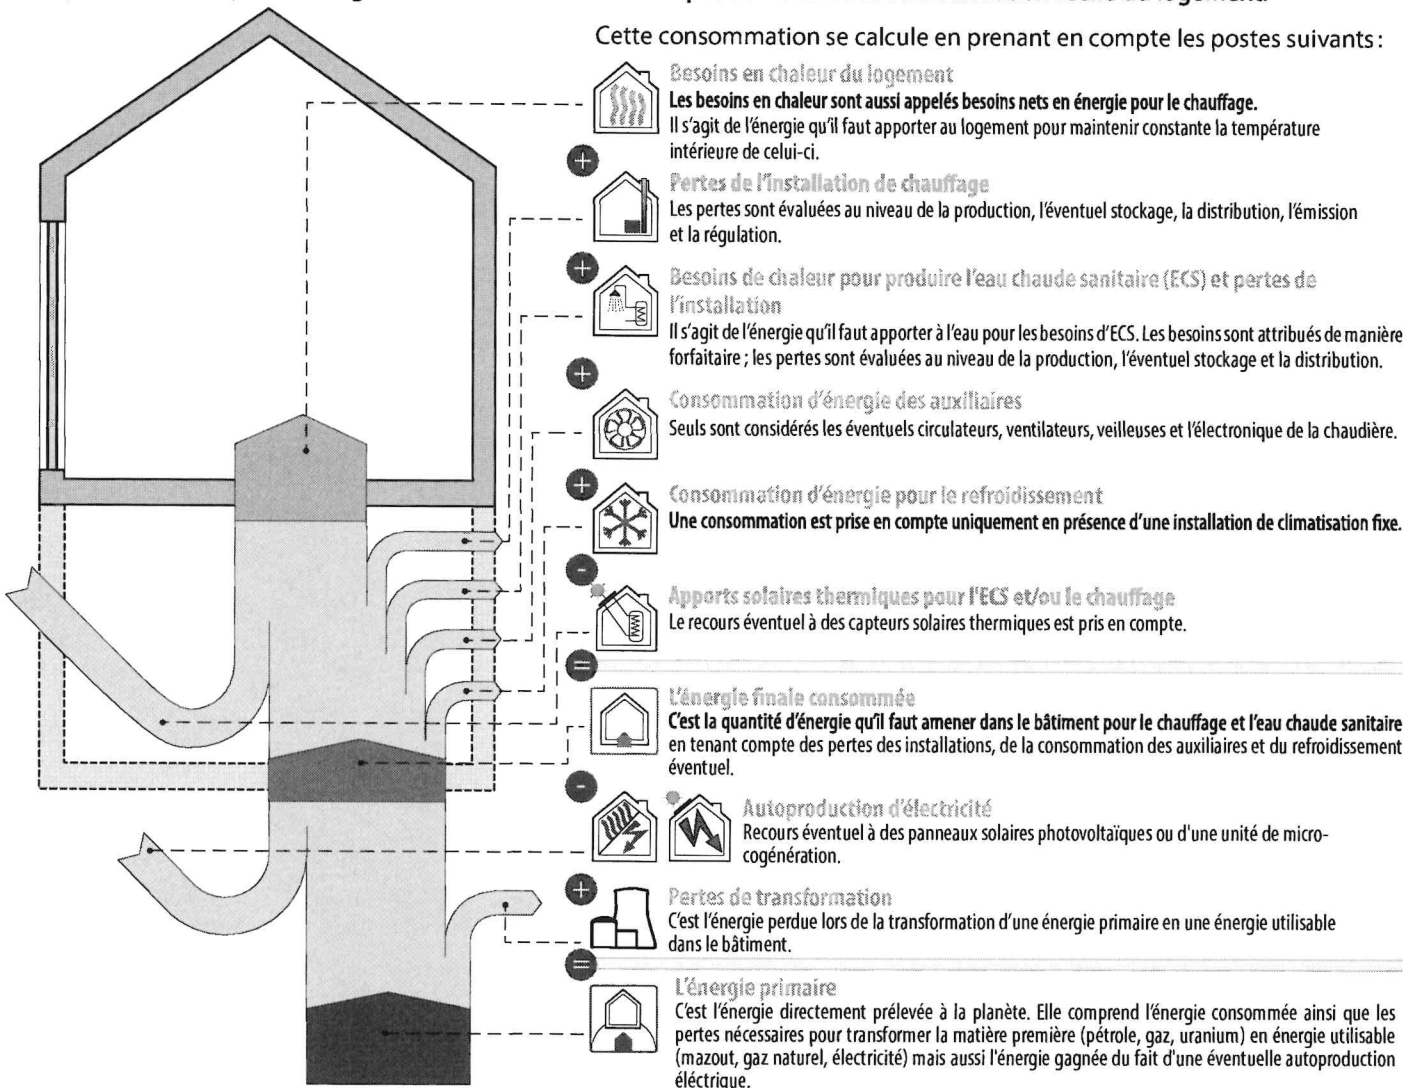 Cette consommation se calcule en prenant en compte les postes suivants :
Besoins en chaleur du logement
Les besoins en chaleur sont aussi appelés besoins nets en énergie pour le chauffage.
Il s'agit de l'énergie qu'il faut apporter au logement pour maintenir constante la température
intérieure de celui-ci.
+
Pertes de l'installation de chauffage
Les pertes sont évaluées au niveau de la production, l'éventuel stockage, la distribution, l'émission
et la régulation.
+
Besoins de chaleur pour produire l'eau chaude sanitaire (ECS) et pertes de
l'installation
Il s'agit de l'énergie qu'il faut apporter à l'eau pour les besoins d'ECS. Les besoins sont attribués de manière
forfaitaire ; les pertes sont évaluées au niveau de la production, l'éventuel stockage et la distribution.
+
Consommation d'énergie des auxiliaires
Seuls sont considérés les éventuels circulateurs, ventilateurs, veilleuses et l'électronique de la chaudière.
+
Consommation d'énergie pour le refroidissement
Une consommation est prise en compte uniquement en présence d'une installation de climatisation fixe.
-
Apports solaires thermiques pour l'ECS et/ou le chauffage
Le recours éventuel à des capteurs solaires thermiques est pris en compte.
=
L'énergie finale consommée
C'est la quantité d'énergie qu'il faut amener dans le bâtiment pour le chauffage et l'eau chaude sanitaire
en tenant compte des pertes des installations, de la consommation des auxiliaires et du refroidissement
éventuel.
-
Autoproduction d'électricité
Recours éventuel à des panneaux solaires photovoltaïques ou d'une unité de micro-
cogénération.
+
Pertes de transformation
C'est l'énergie perdue lors de la transformation d'une énergie primaire en une énergie utilisable
dans le bâtiment.
=
L'énergie primaire
C'est l'énergie directement prélevée à la planète. Elle comprend l'énergie consommée ainsi que les
pertes nécessaires pour transformer la matière première (pétrole, gaz, uranium) en énergie utilisable
(mazout, gaz naturel, électricité) mais aussi l'énergie gagnée du fait d'une éventuelle autoproduction
éléctrique.